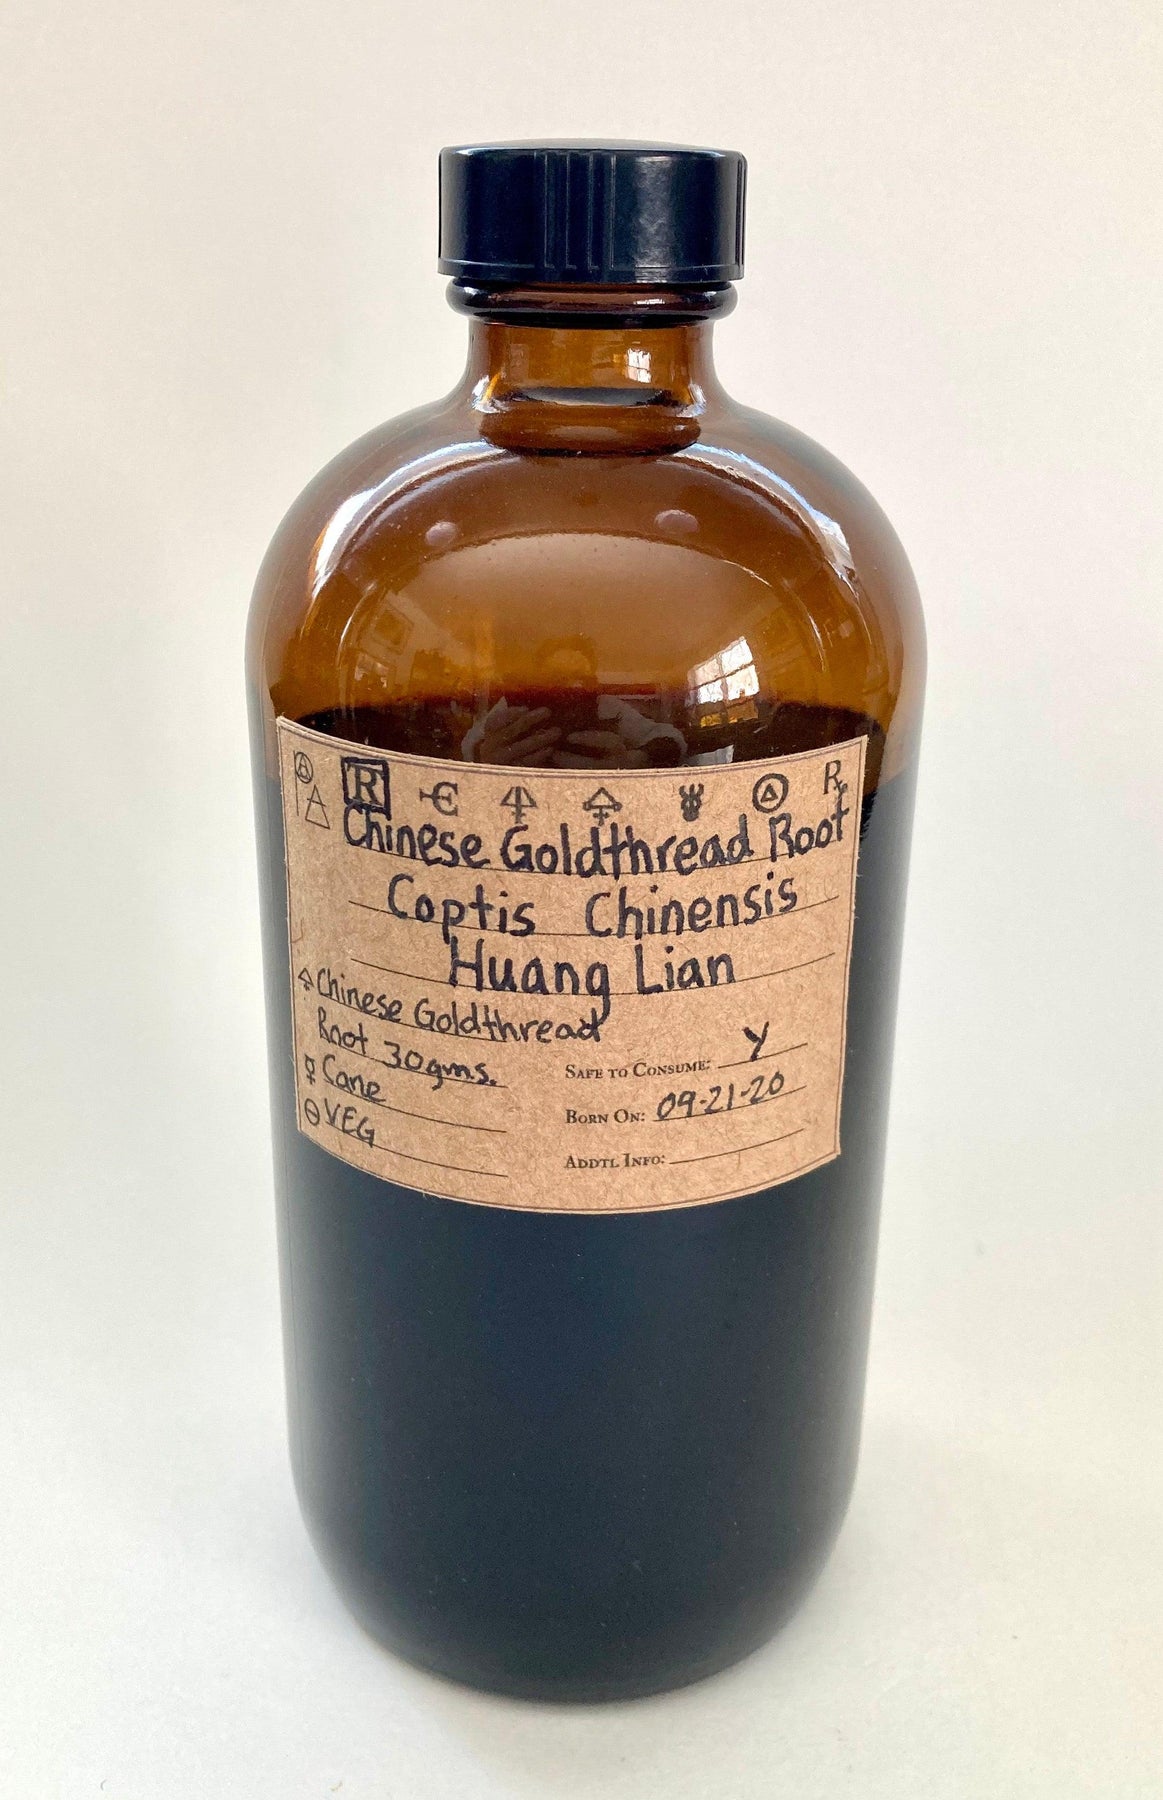 R ℞
Chinese Goldthread Root
Coptis Chinensis
Huang Lian
Chinese Goldthread
Root 30gms.
Cane
VEG
SAFE TO CONSUME: Y
BORN ON: 09-21-20
ADDTL INFO: